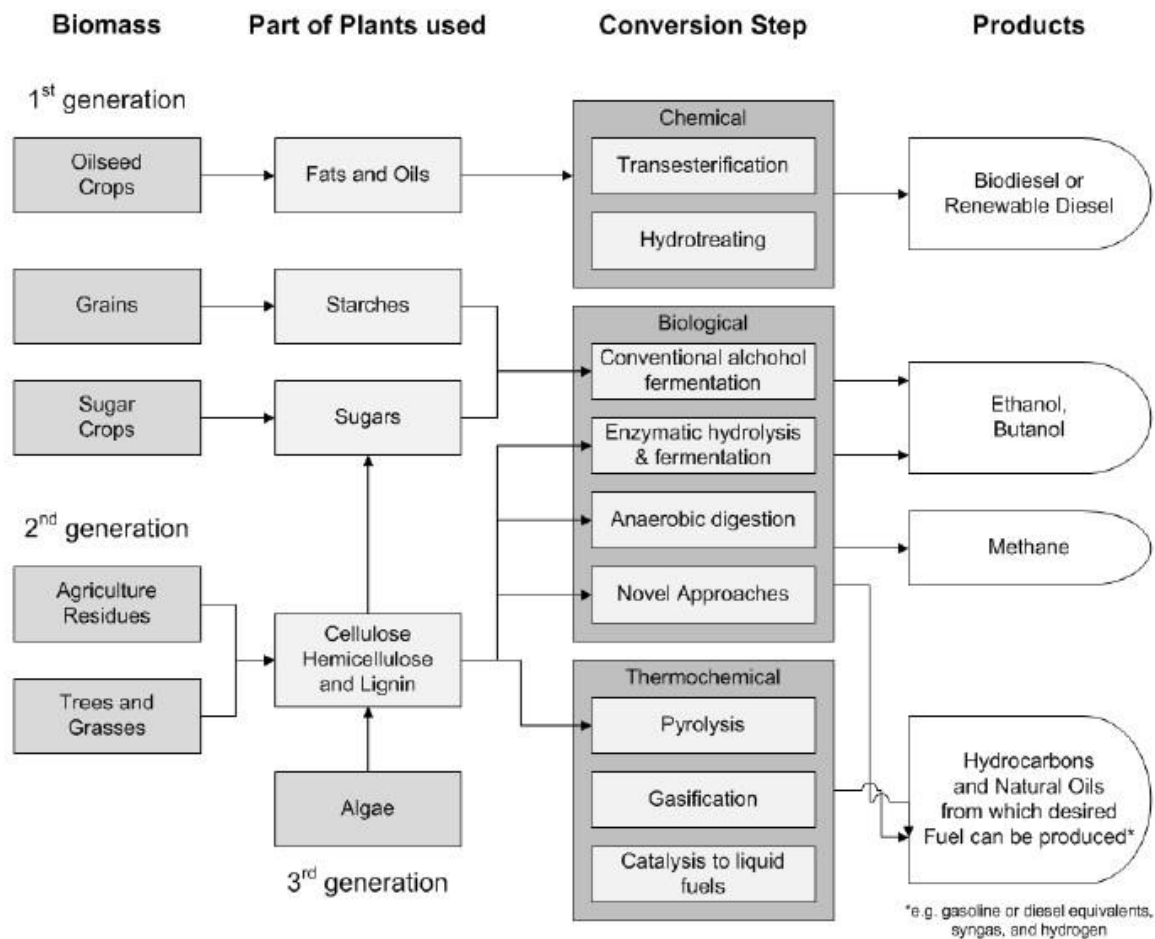 Biomass
Part of Plants used
Conversion Step
Products
1st generation
Oilseed
Crops
Fats and Oils
Chemical
Transesterification
Hydrotreating
Biodiesel or
Renewable Diesel
Grains
Starches
Sugar
Crops
Sugars
Biological
Conventional alchohol
fermentation
Enzymatic hydrolysis
& fermentation
Anaerobic digestion
Novel Approaches
Ethanol,
Butanol
Methane
2nd generation
Agriculture
Residues
Trees and
Grasses
Cellulose
Hemicellulose
and Lignin
Algae
3rd generation
Thermochemical
Pyrolysis
Gasification
Catalysis to liquid
fuels
Hydrocarbons
and Natural Oils
from which desired
Fuel can be produced*
*e.g. gasoline or diesel equivalents,
syngas, and hydrogen